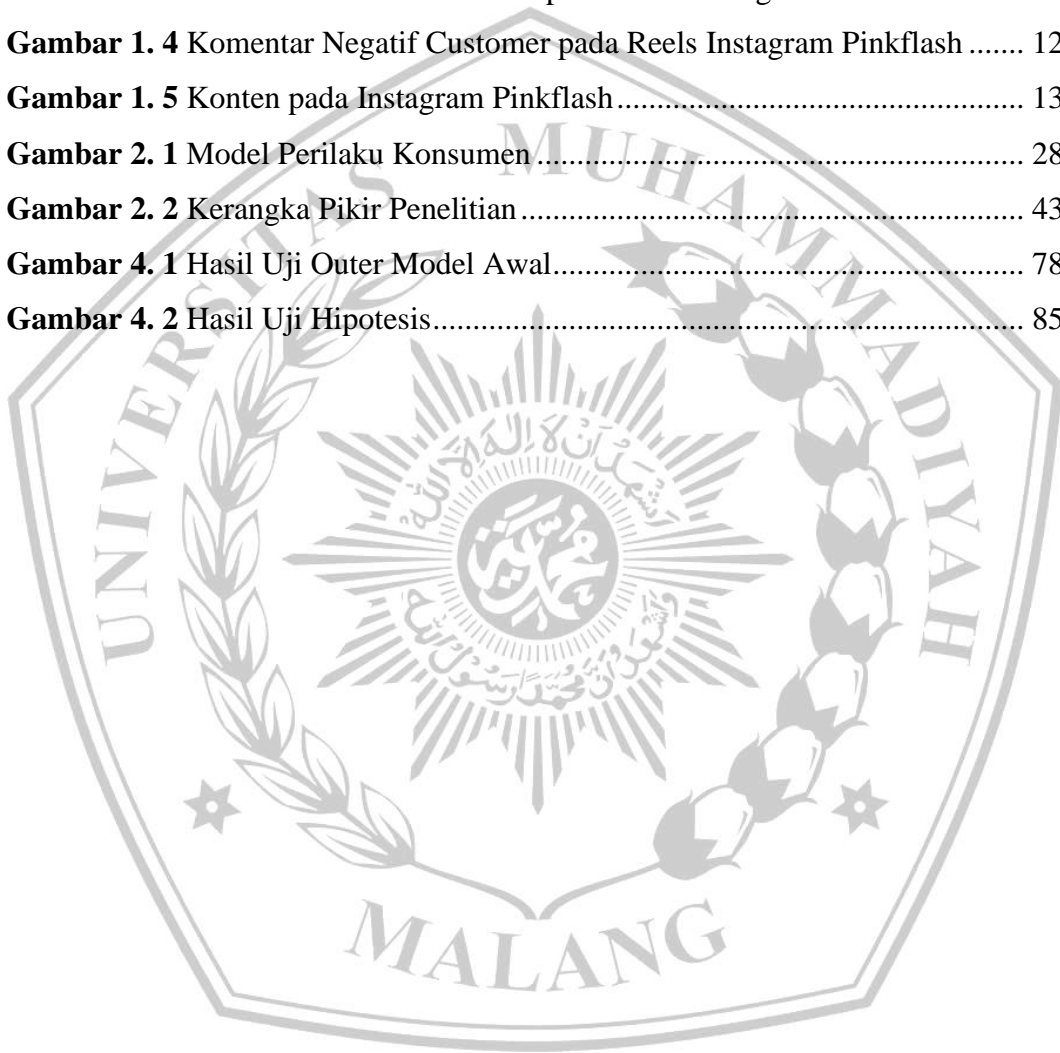 Gambar 1. 4 Komentar Negatif Customer pada Reels Instagram Pinkflash ....... 12
Gambar 1. 5 Konten pada Instagram Pinkflash ....... 13
Gambar 2. 1 Model Perilaku Konsumen ....... 28
Gambar 2. 2 Kerangka Pikir Penelitian ....... 43
Gambar 4. 1 Hasil Uji Outer Model Awal ....... 78
Gambar 4. 2 Hasil Uji Hipotesis ....... 85
UNIVERSITAS MUHAMMADIYAH
MALANG